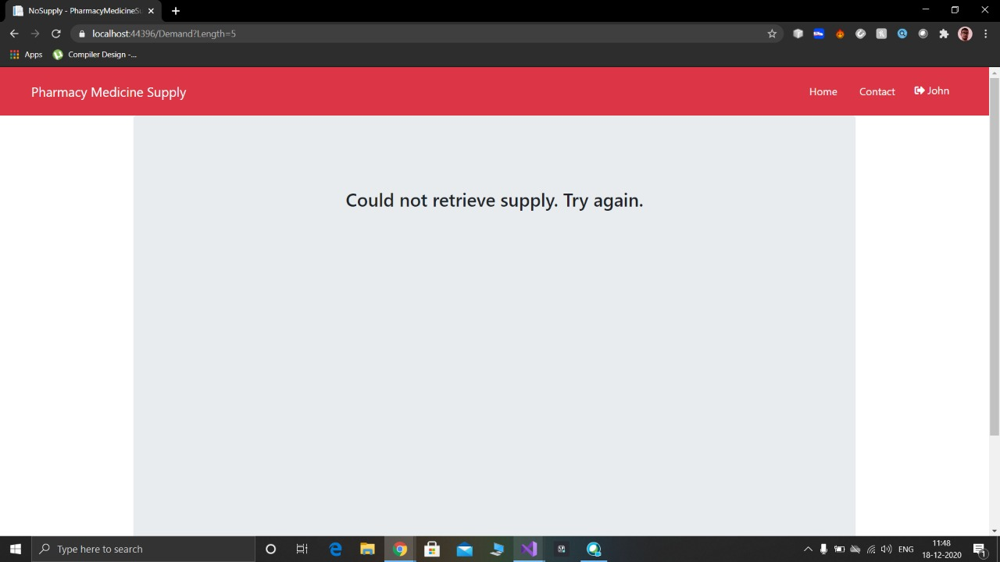 NoSupply - PharmacyMedicineSu
localhost:44396/Demand?Length=5
Apps
Compiler Design -...
Pharmacy Medicine Supply
Home
Contact
John
Could not retrieve supply. Try again.
Type here to search
ENG
11:48
18-12-2020
1